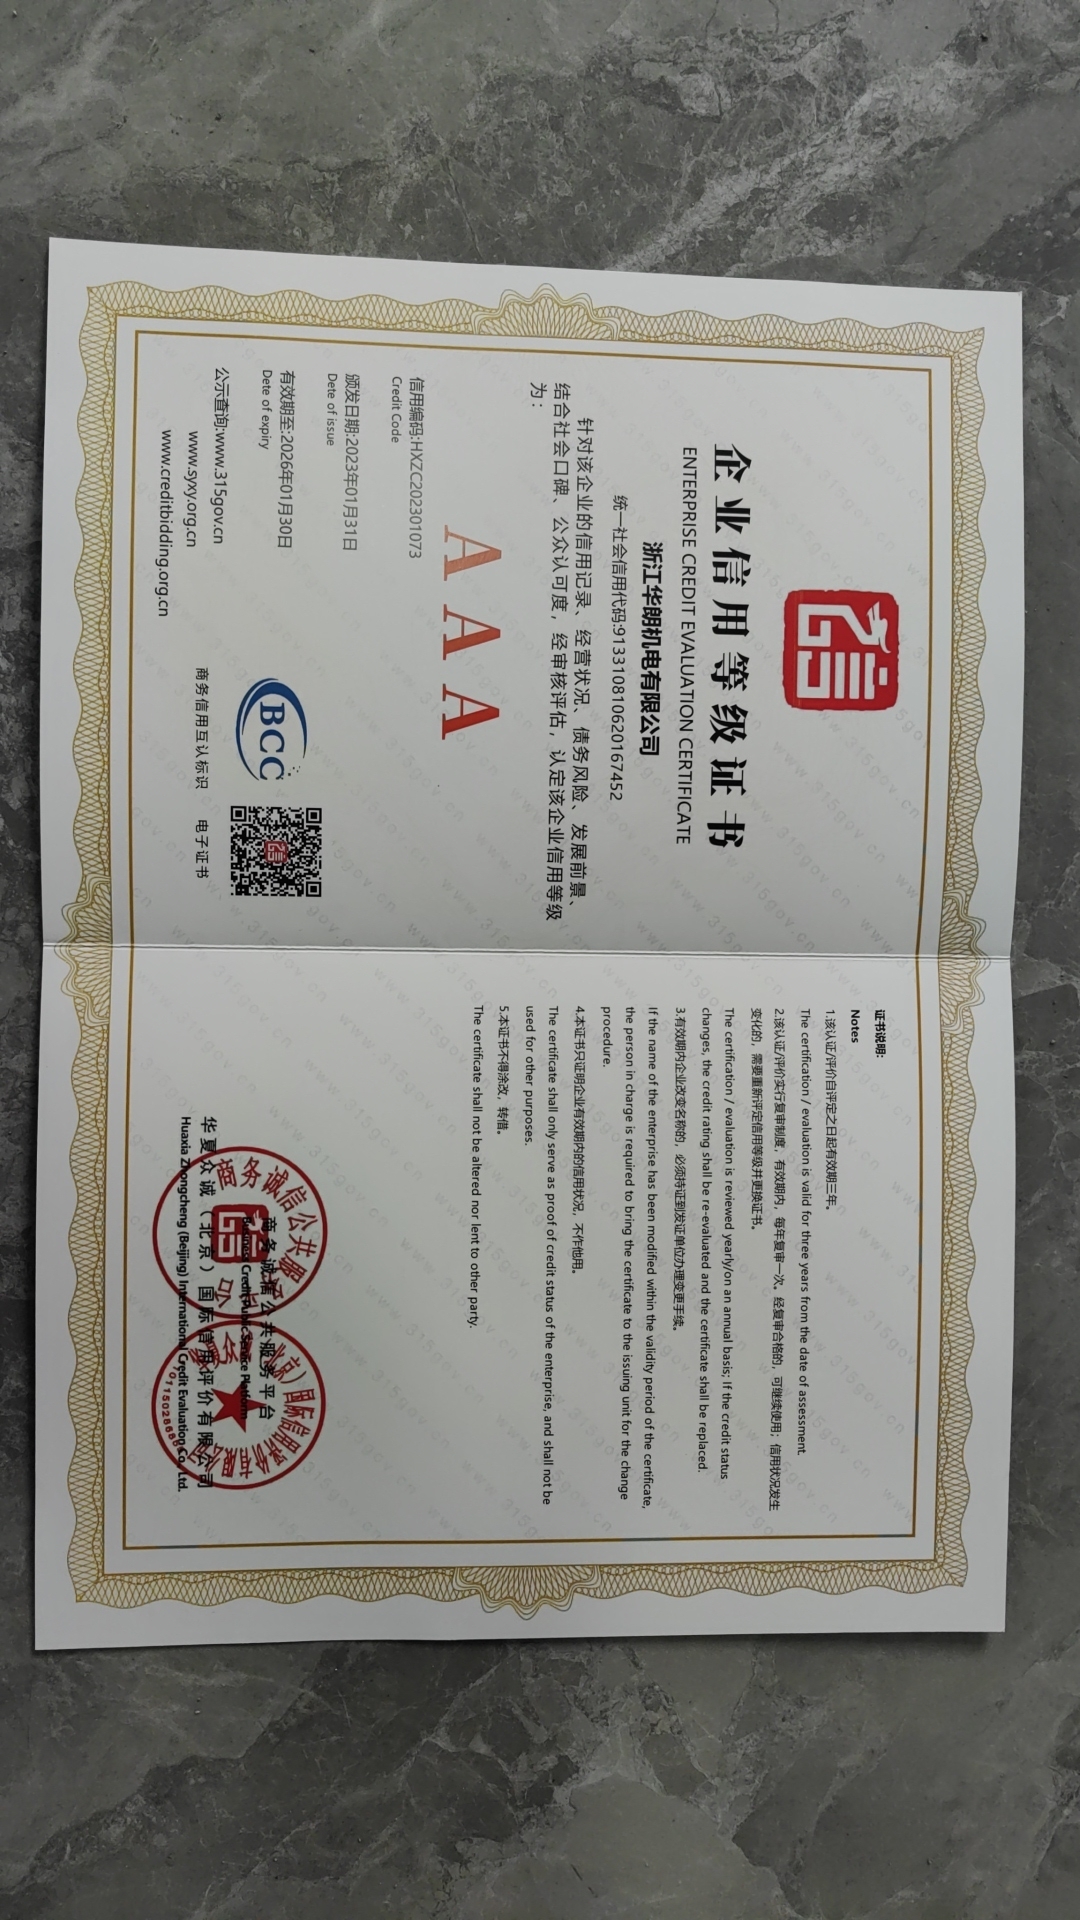 企业信用等级证书
ENTERPRISE CREDIT EVALUATION CERTIFICATE
浙江华朗机电有限公司
统一社会信用代码:913310810620167452
针对该企业的信用记录、经营状况、债务风险、发展前景、
结合社会口碑、公众认可度，经审核评估，认定该企业信用等级
为：
AAA
信用编码:HXZC202301073
Credit Code
颁发日期:2023年01月31日
Dete of issue
有效期至:2026年01月30日
Dete of expiry
公示查询:www.315gov.cn
www.syxy.org.cn
www.creditbidding.org.cn
BCC
商务信用互认标识
电子证书
证书说明:
Notes
1.该认证/评价自评定之日起有效期三年。
The certification / evaluation is valid for three years from the date of assessment.
2.该认证/评价实行复审制度，有效期内，每年复审一次。经复审合格的，可继续使用；信用状况发生
变化的，需要重新评定信用等级并更换证书。
The certification / evaluation is reviewed yearly/on an annual basis; If the credit status
changes, the credit rating shall be re-evaluated and the certificate shall be replaced.
3.有效期内企业改变名称的，必须持证到发证单位办理变更手续。
If the name of the enterprise has been modified within the validity period of the certificate,
the person in charge is required to bring the certificate to the issuing unit for the change
procedure.
4.本证书只证明企业有效期内的信用状况，不作他用。
The certificate shall only serve as proof of credit status of the enterprise, and shall not be
used for other purposes.
5.本证书不得涂改，转借。
The certificate shall not be altered nor lent to other party.
商务诚信公共服务平台
Business Credit Public Service Platform
华夏众诚（北京）国际信用评价有限公司
Huaxia Zhongcheng (Beijing) International Credit Evaluation Co., Ltd.